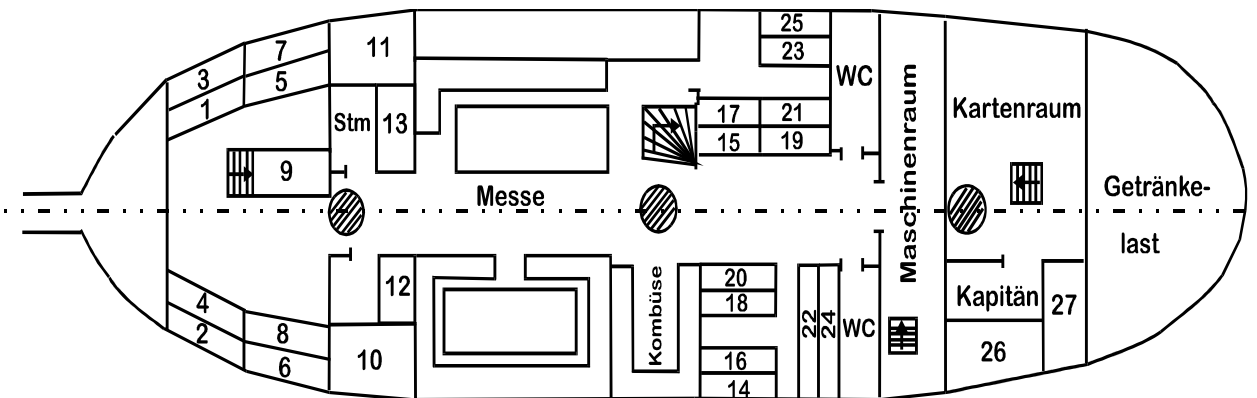 25
7
11
23
3
5
WC
1
Stm
13
17
21
Kartenraum
15
19
9
Messe
Maschinenraum
Getränke-
last
12
20
4
18
Kapitän
27
2
8
Kombüse
22
24
WC
10
16
26
6
14